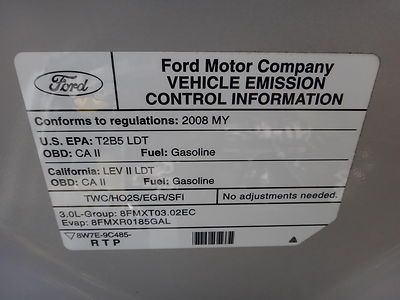 Ford
Ford Motor Company
VEHICLE EMISSION
CONTROL INFORMATION
Conforms to regulations: 2008 MY
U.S. EPA: T2B5 LDT
OBD: CA II Fuel: Gasoline
California: LEV II LDT
OBD: CA II Fuel: Gasoline
TWC/HO2S/EGR/SFI No adjustments needed.
3.0L-Group: 8FMXT03.02EC
Evap: 8FMXR0185GAL
8W7E-9C485-
R T P